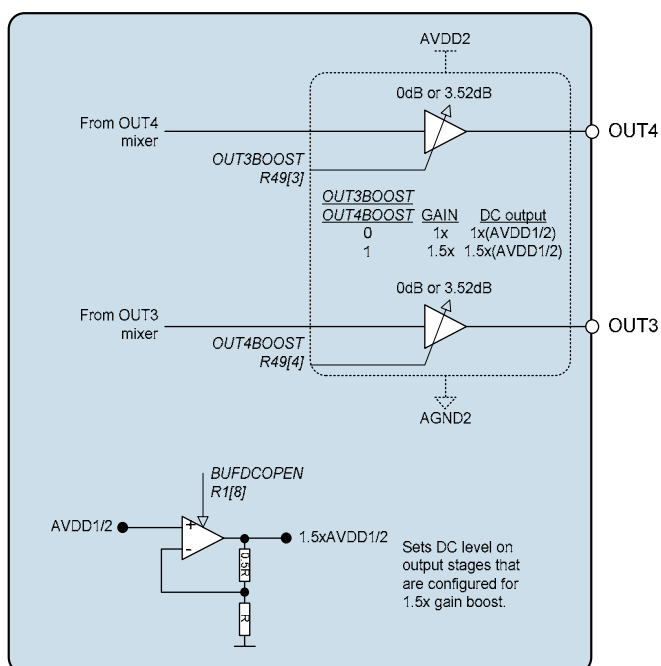 AVDD2
0dB or 3.52dB
From OUT4
mixer
OUT4
OUT3BOOST
R49[3]
OUT3BOOST
OUT4BOOST GAIN DC output
0 1x 1x(AVDD1/2)
1 1.5x 1.5x(AVDD1/2)
0dB or 3.52dB
From OUT3
mixer
OUT3
OUT4BOOST
R49[4]
AGND2
BUFDCOPEN
R1[8]
AVDD1/2
+
-
1.5xAVDD1/2
0.5R
R
Sets DC level on
output stages that
are configured for
1.5x gain boost.